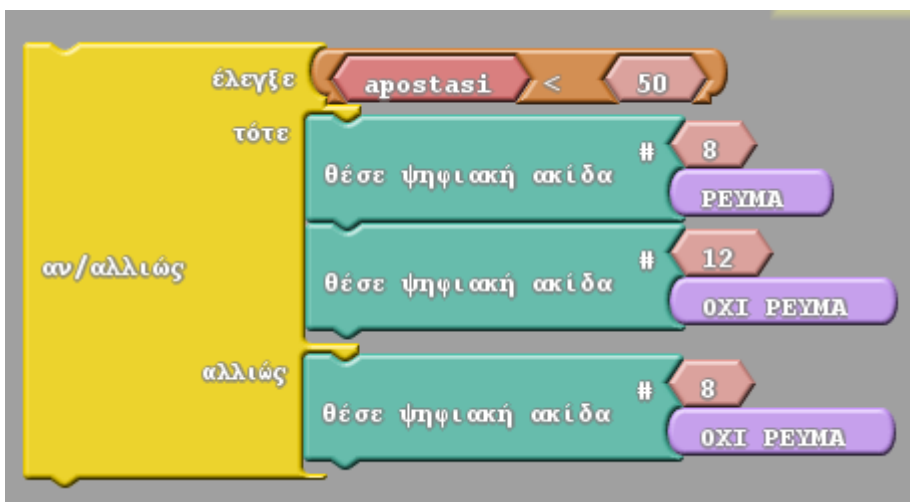 έλεγξε apostasi < 50
τότε
θέσε ψηφιακή ακίδα # 8
ΡΕΥΜΑ
αν/αλλιώς
θέσε ψηφιακή ακίδα # 12
ΟΧΙ ΡΕΥΜΑ
αλλιώς
θέσε ψηφιακή ακίδα # 8
ΟΧΙ ΡΕΥΜΑ